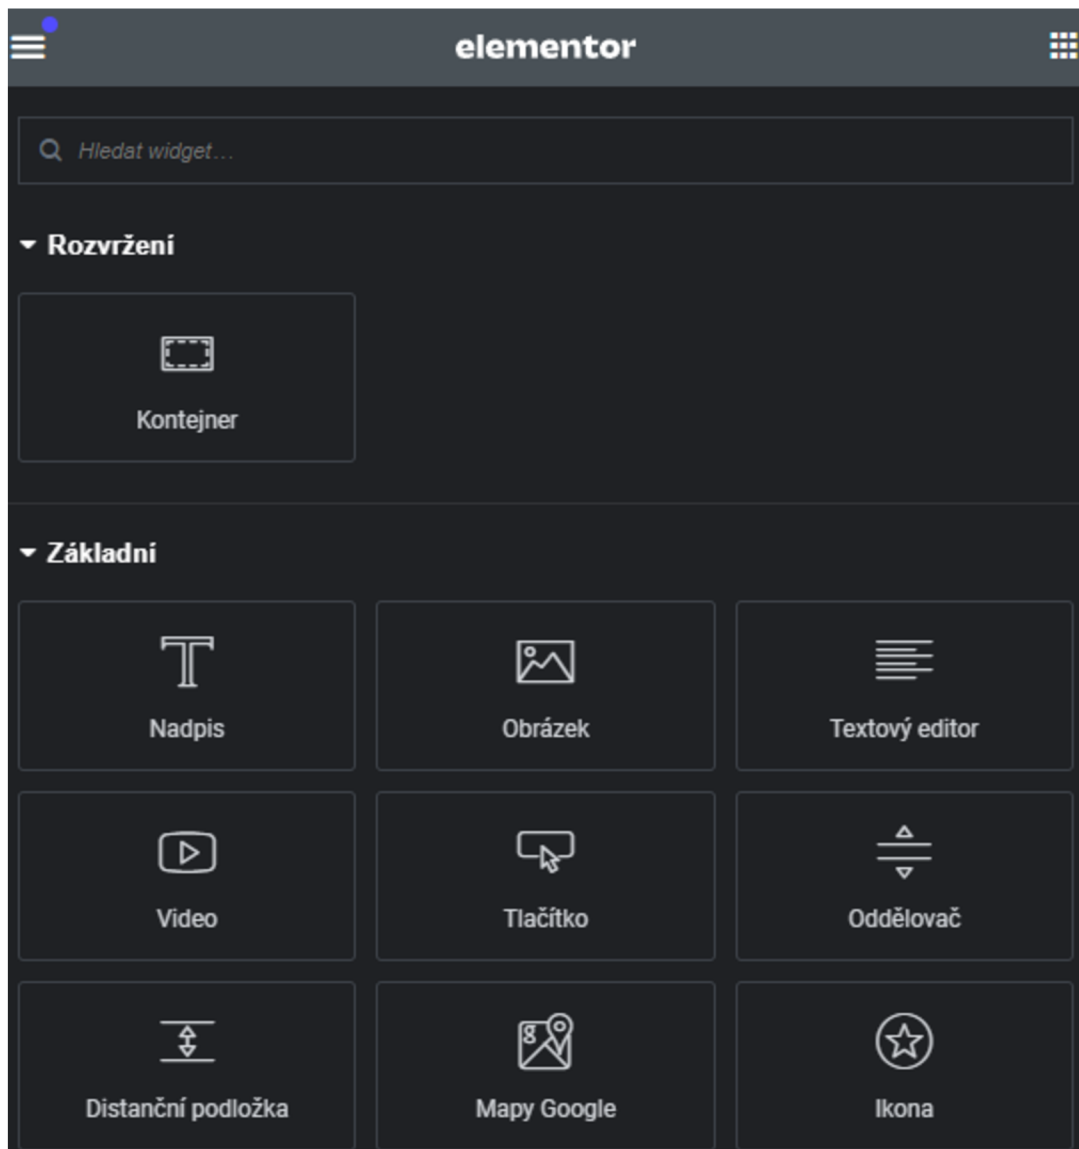 elementor
Hledat widget...
Rozvržení
Kontejner
Základní
Nadpis
Obrázek
Textový editor
Video
Tlačítko
Oddělovač
Distanční podložka
Mapy Google
Ikona